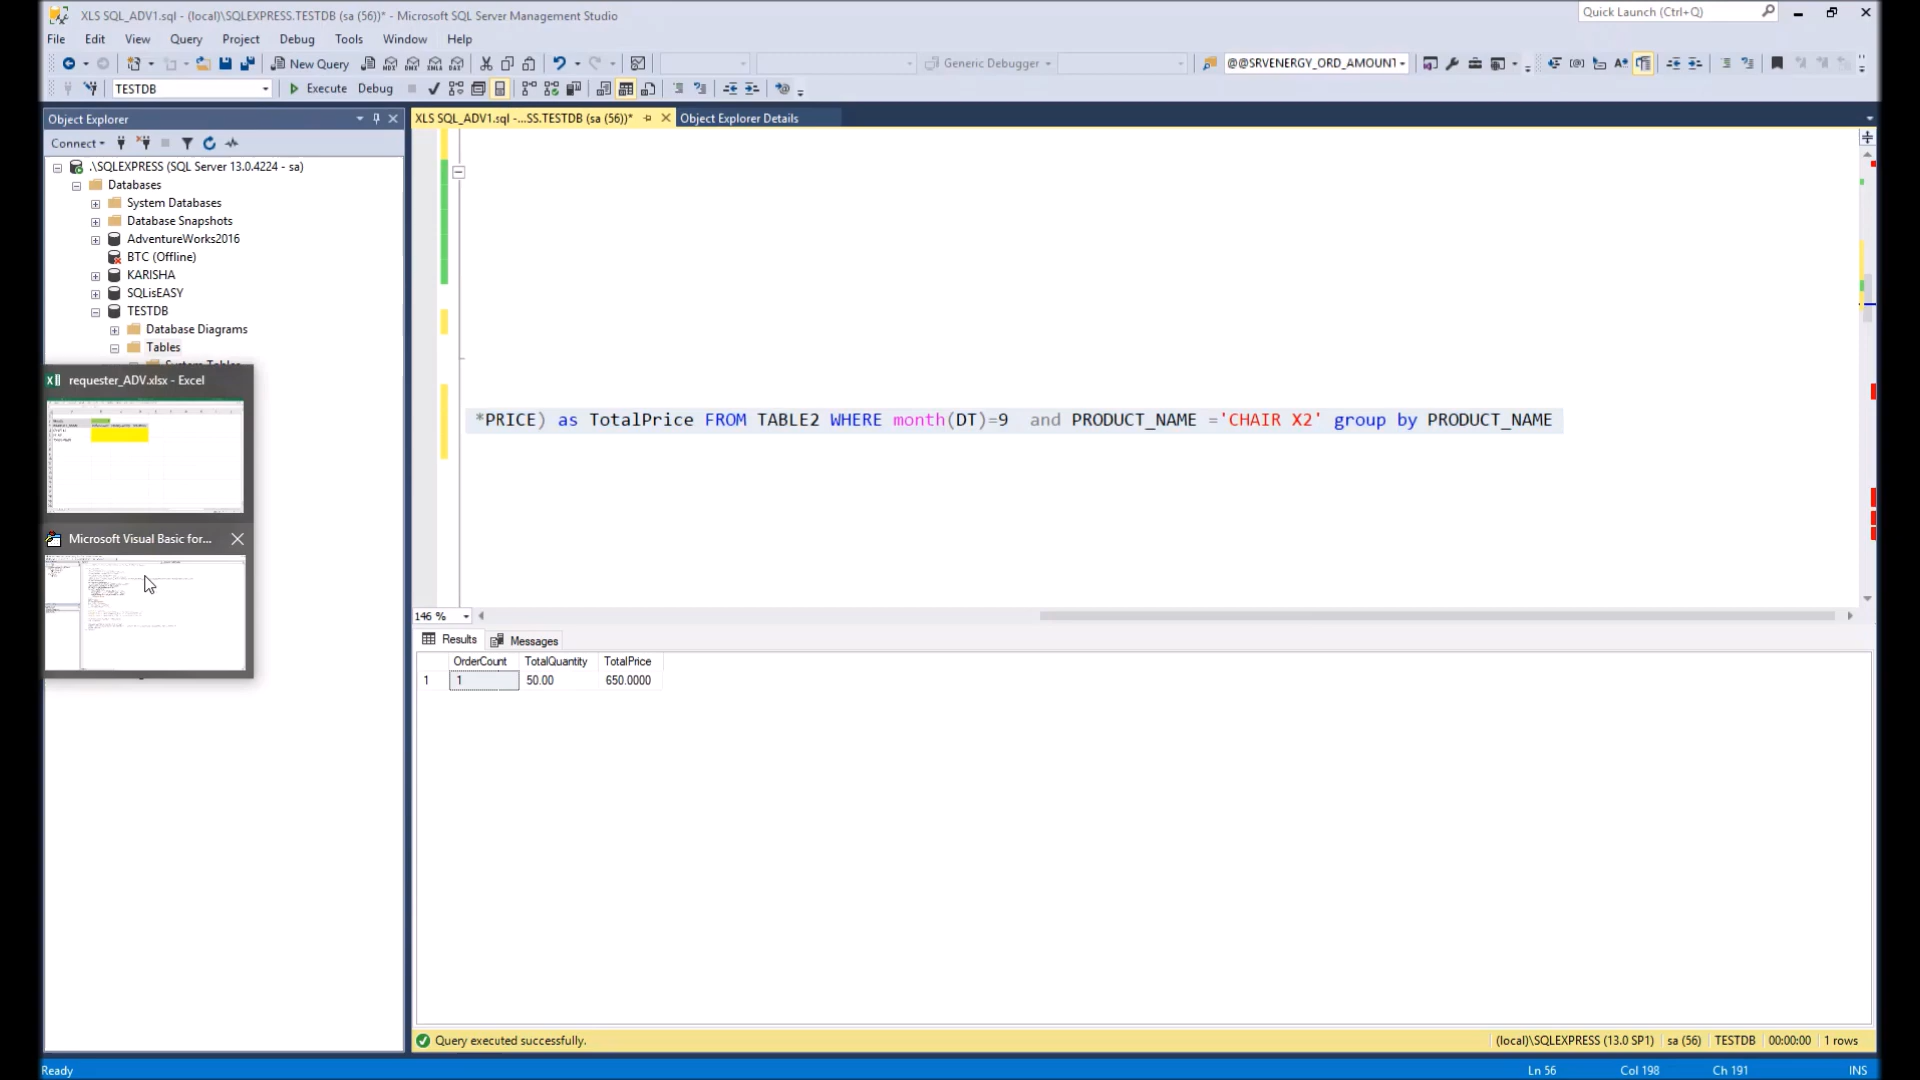 XLS SQL_ADV1.sql - (local)\SQLEXPRESS.TESTDB (sa (56))* - Microsoft SQL Server Management Studio
Quick Launch (Ctrl+Q)
File Edit View Query Project Debug Tools Window Help
New Query
Generic Debugger
@@SRVENERGY_ORD_AMOUNT
TESTDB
Execute Debug
Object Explorer
XLS SQL_ADV1.sql -...SS.TESTDB (sa (56))*
Object Explorer Details
Connect
.\SQLEXPRESS (SQL Server 13.0.4224 - sa)
Databases
System Databases
Database Snapshots
AdventureWorks2016
BTC (Offline)
KARISHA
SQLisEASY
TESTDB
Database Diagrams
Tables
System Tables
requester_ADV.xlsx - Excel
Microsoft Visual Basic for...
*PRICE) as TotalPrice FROM TABLE2 WHERE month(DT)=9 and PRODUCT_NAME ='CHAIR X2' group by PRODUCT_NAME
146 %
Results Messages
OrderCount TotalQuantity TotalPrice
1 1 50.00 650.0000
Query executed successfully.
(local)\SQLEXPRESS (13.0 SP1) sa (56) TESTDB 00:00:00 1 rows
Ready Ln 56 Col 198 Ch 191 INS